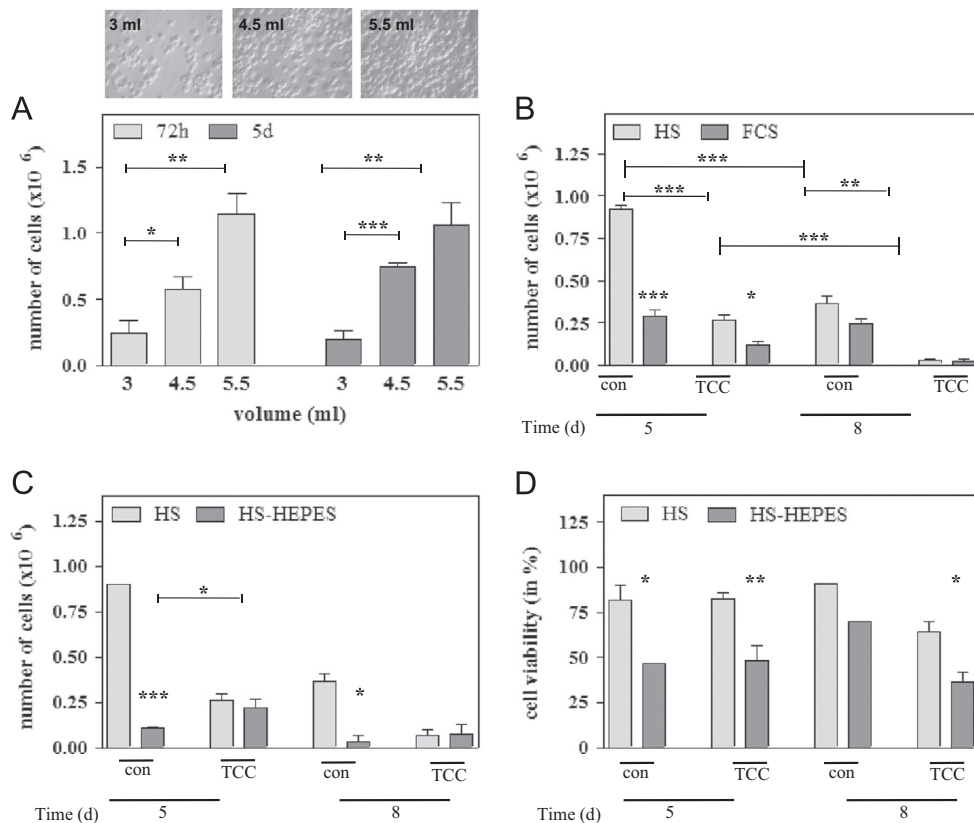 3 ml
4.5 ml
5.5 ml
A
72h
5d
number of cells (x10 6)
1.5
1.0
0.5
0.0
**
*
**
***
3
4.5
5.5
3
4.5
5.5
volume (ml)
B
HS
FCS
number of cells (x10 6)
1.25
1.00
0.75
0.50
0.25
0.00
***
***
**
***
***
*
con
TCC
con
TCC
Time (d)
5
8
C
HS
HS-HEPES
number of cells (x10 6)
1.25
1.00
0.75
0.50
0.25
0.00
*
***
*
con
TCC
con
TCC
Time (d)
5
8
D
HS
HS-HEPES
cell viability (in %)
125
100
75
50
25
0
*
**
*
con
TCC
con
TCC
Time (d)
5
8